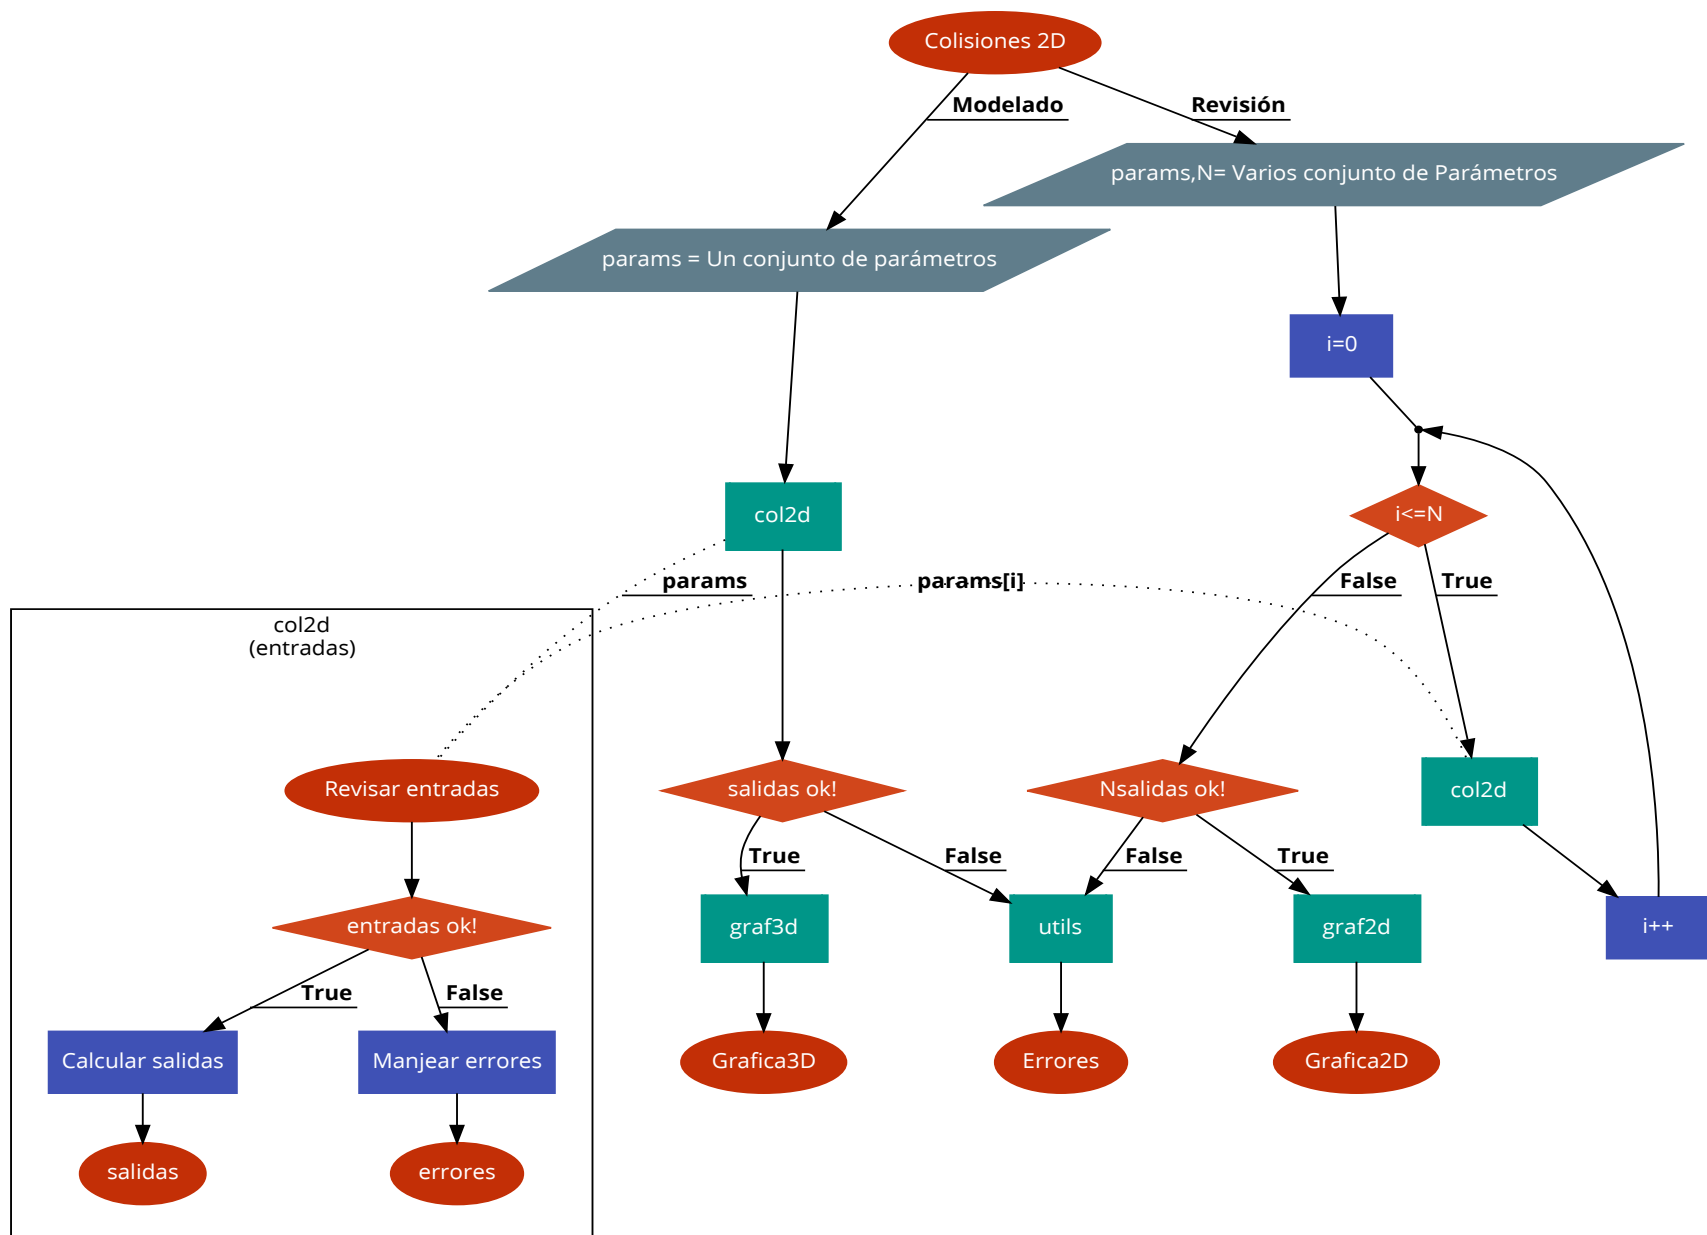 Colisiones 2D
Modelado
Revisión
params,N= Varios conjunto de Parámetros
params = Un conjunto de parámetros
i=0
col2d
i<=N
params
params[i]
False
True
col2d
(entradas)
Revisar entradas
salidas ok!
Nsalidas ok!
col2d
True
False
False
True
entradas ok!
graf3d
utils
graf2d
i++
True
False
Calcular salidas
Manjear errores
Grafica3D
Errores
Grafica2D
salidas
errores